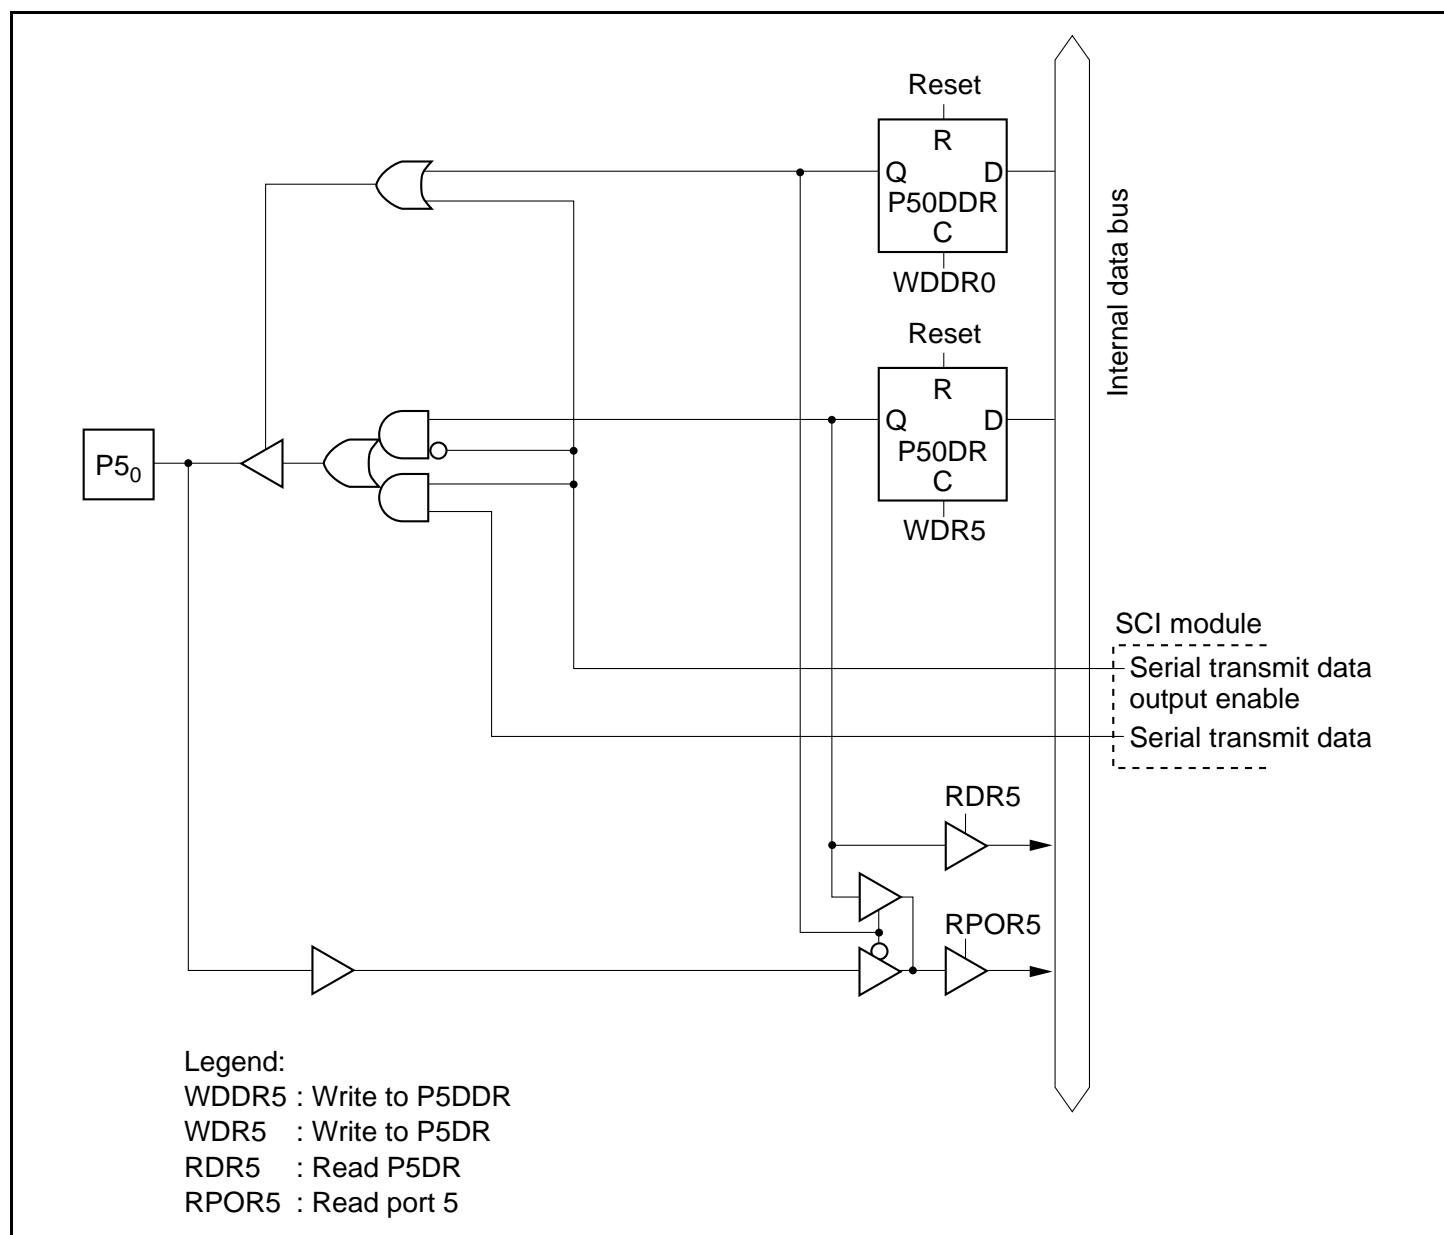 Reset
R
Q D
P50DDR
C
WDDR0
Internal data bus
Reset
R
Q D
P50DR
C
WDR5
P5₀
SCI module
Serial transmit data
output enable
Serial transmit data
RDR5
RPOR5
Legend:
WDDR5 : Write to P5DDR
WDR5 : Write to P5DR
RDR5 : Read P5DR
RPOR5 : Read port 5